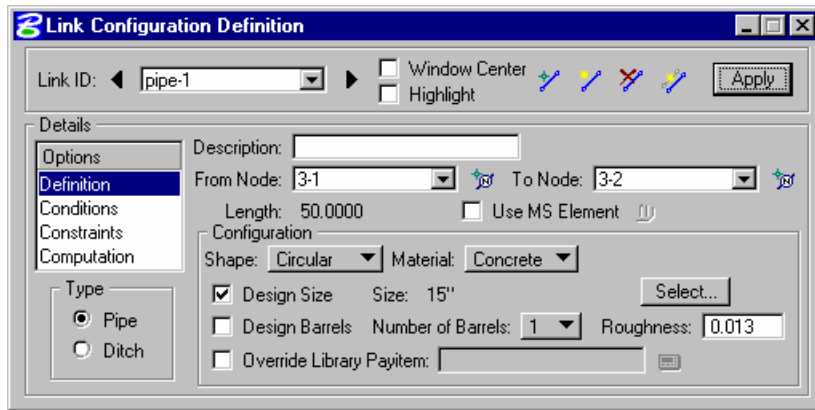 Link Configuration Definition
Link ID: pipe-1 Window Center Apply
Highlight
Details
Options
Definition
Conditions
Constraints
Computation
Type
Pipe
Ditch
Description:
From Node: 3-1 To Node: 3-2
Length: 50.0000 Use MS Element
Configuration
Shape: Circular Material: Concrete
Design Size Size: 15" Select...
Design Barrels Number of Barrels: 1 Roughness: 0.013
Override Library Payitem: